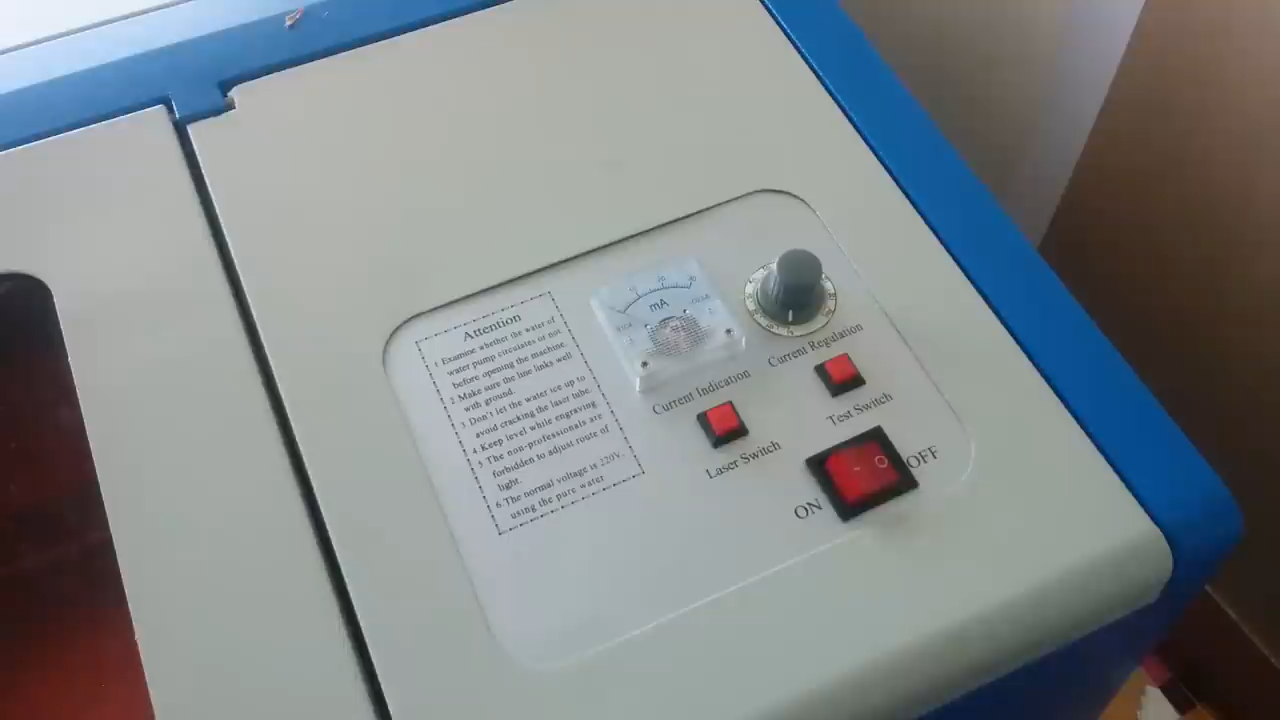 Attention
1 Examine whether the water of
water pump circulates or not
before opening the machine.
2 Make sure the line links well
with ground.
3 Don't let the water ice up to
avoid cracking the laser tube.
4.Keep level while engraving.
5 The non-professionals are
forbidden to adjust route of
light.
6.The normal voltage is 220V,
using the pure water
10 20 30
mA
Current Indication
Current Regulation
Laser Switch
Test Switch
ON
OFF